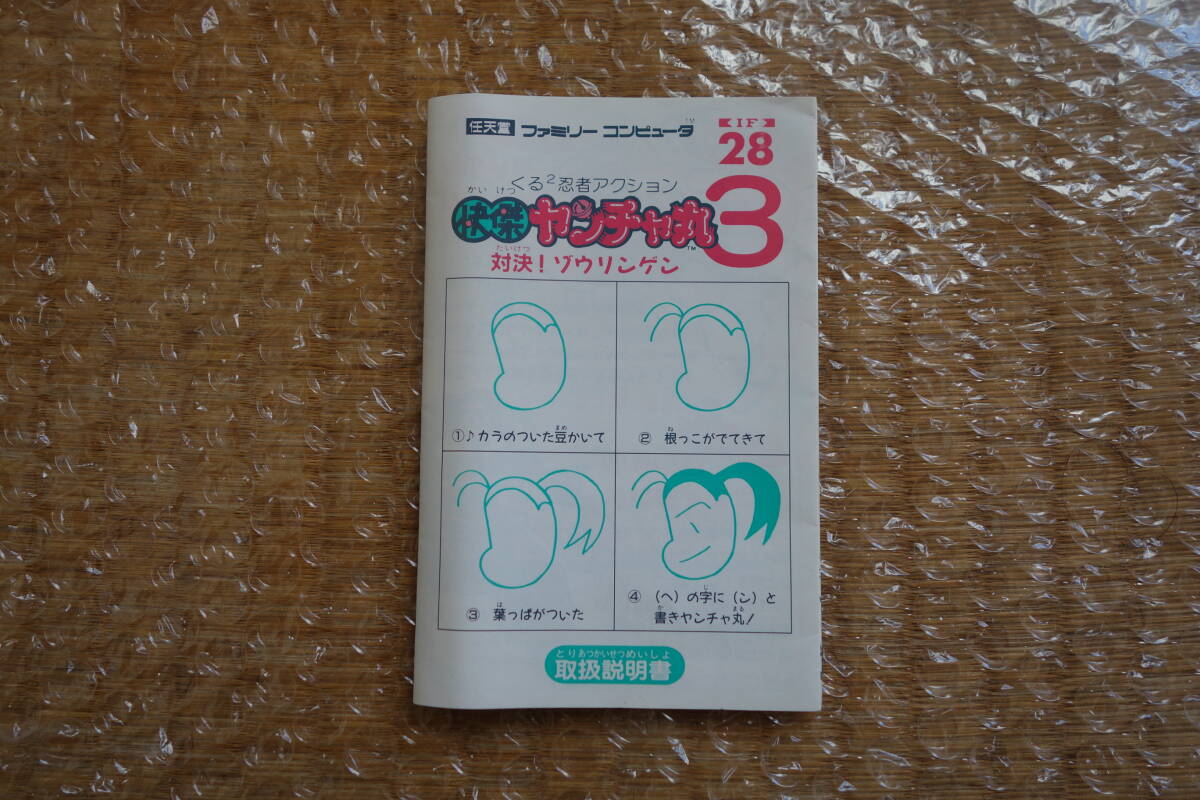 任天堂 ファミリー コンピュータ TM
IF
28
くる²忍者アクション
かい けつ
快傑ヤンチャ丸3
TM
たいけつ
対決!ゾウリンゲン
まめ
①♪カラのついた豆かいて
ね
② 根っこがでてきて
は
③ 葉っぱがついた
じ
④ (ヘ)の字に(ン)と
か まる
書きヤンチャ丸!
とりあつかいせつめいしょ
取扱説明書